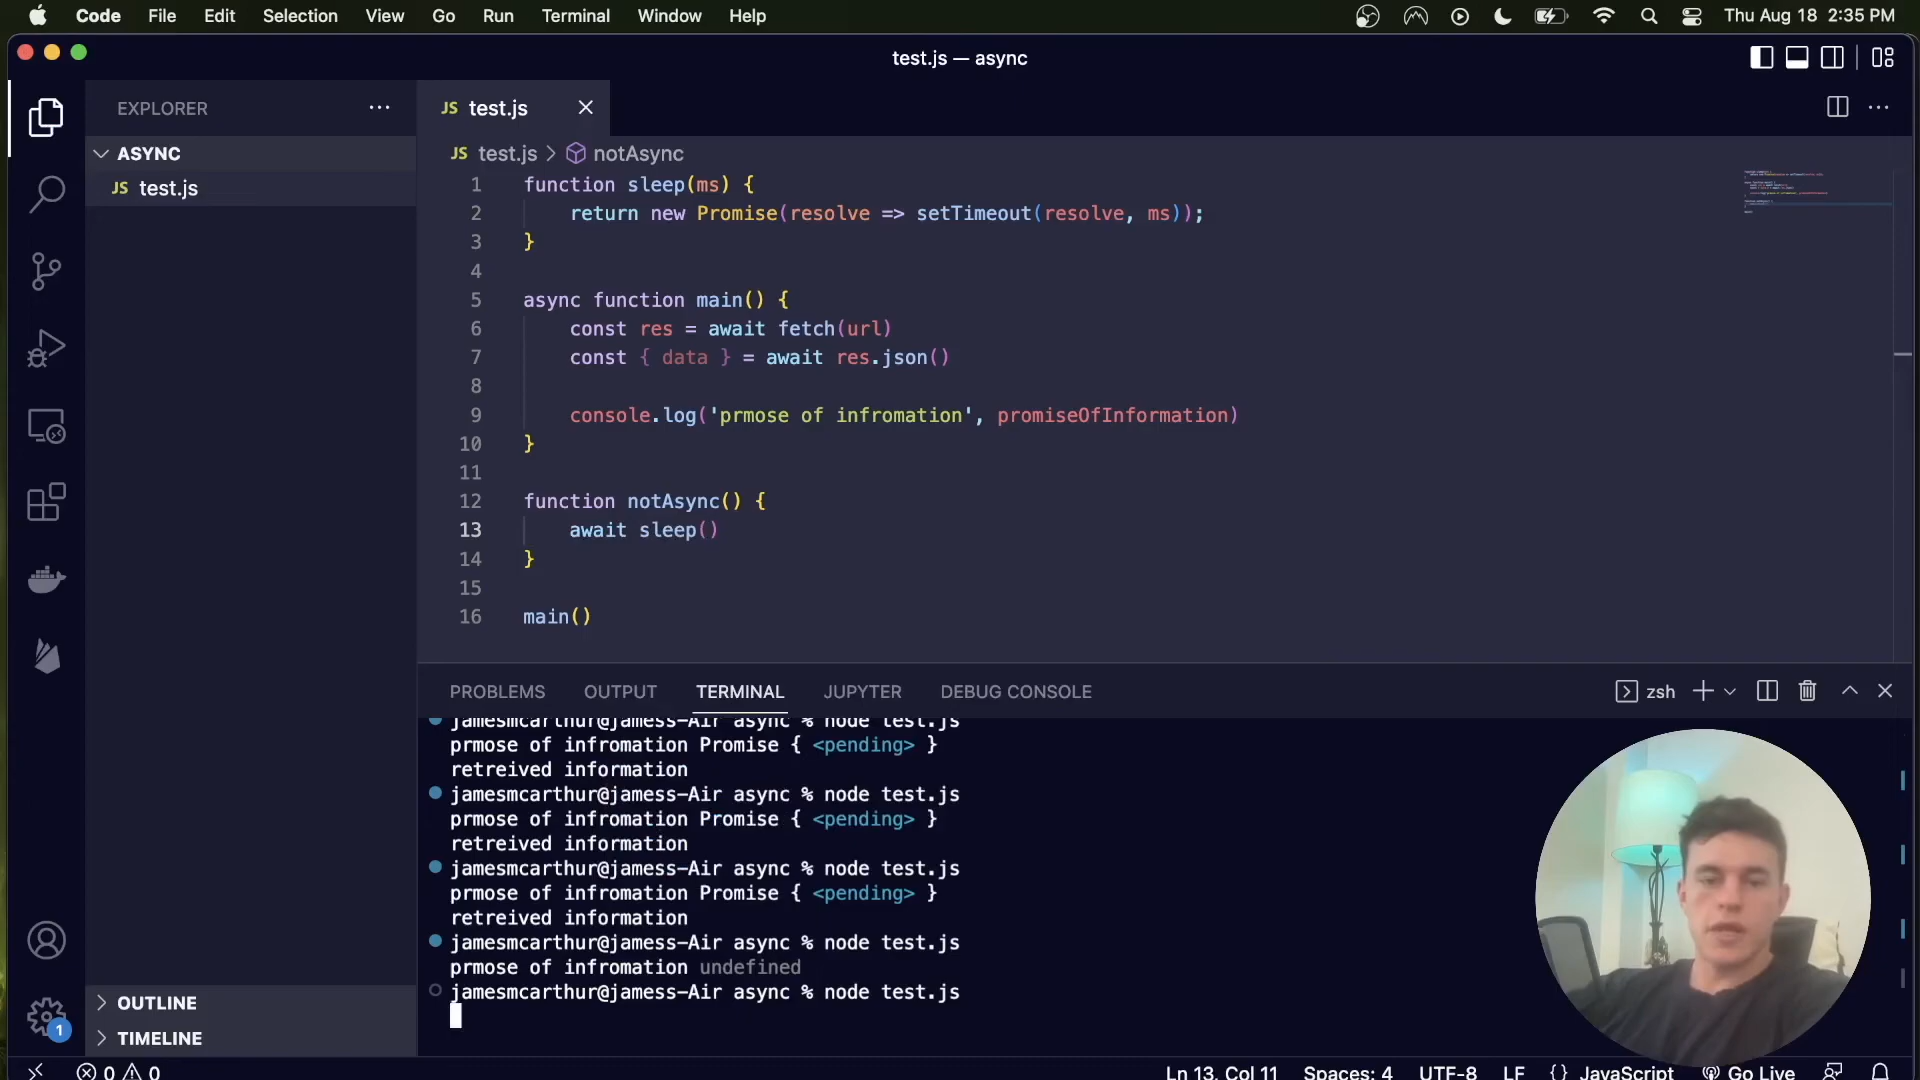 Code File Edit Selection View Go Run Terminal Window Help Thu Aug 18 2:35 PM
test.js — async
EXPLORER
ASYNC
JS test.js
JS test.js
JS test.js > notAsync
1 function sleep(ms) {
2 return new Promise(resolve => setTimeout(resolve, ms));
3 }
4
5 async function main() {
6 const res = await fetch(url)
7 const { data } = await res.json()
8
9 console.log('prmose of infromation', promiseOfInformation)
10 }
11
12 function notAsync() {
13 await sleep()
14 }
15
16 main()
PROBLEMS OUTPUT TERMINAL JUPYTER DEBUG CONSOLE zsh
jamesmcarthur@jamess-Air async % node test.js
prmose of infromation Promise { <pending> }
retreived information
jamesmcarthur@jamess-Air async % node test.js
prmose of infromation Promise { <pending> }
retreived information
jamesmcarthur@jamess-Air async % node test.js
prmose of infromation Promise { <pending> }
retreived information
jamesmcarthur@jamess-Air async % node test.js
prmose of infromation undefined
jamesmcarthur@jamess-Air async % node test.js
OUTLINE
TIMELINE
1
0 0 Ln 13, Col 11 Spaces: 4 UTF-8 LF {} JavaScript Go Live